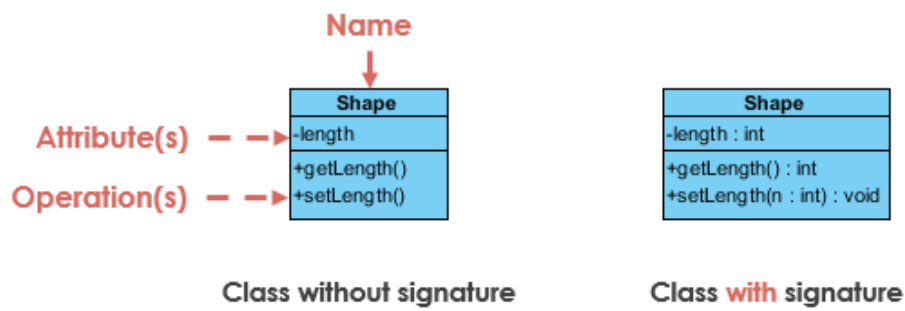 Name
Shape
Attribute(s)
-length
+getLength()
Operation(s)
+setLength()
Class without signature
Shape
-length : int
+getLength() : int
+setLength(n : int) : void
Class with signature